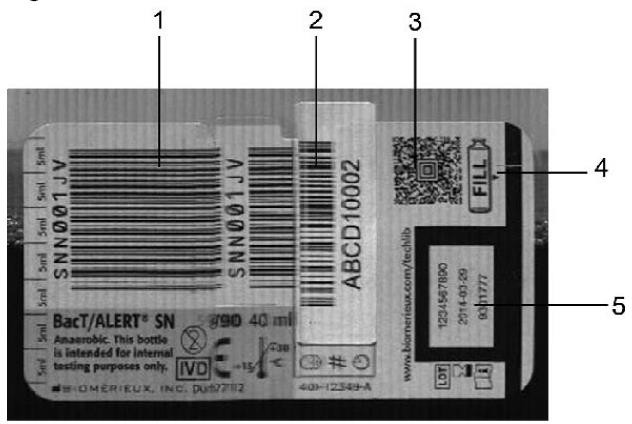 1
2
3
4
5
5ml
5ml
5ml
5ml
5ml
5ml
5ml
SNN001JV
SNN001JV
ABCD10002
FILL
www.biomerieux.com/techlib
1234567890
2014-03-29
9301777
LOT
BacT/ALERT® SN
40 ml
Anaerobic. This bottle
is intended for internal
testing purposes only.
IVD
BIOMÉRIEUX, INC.
#